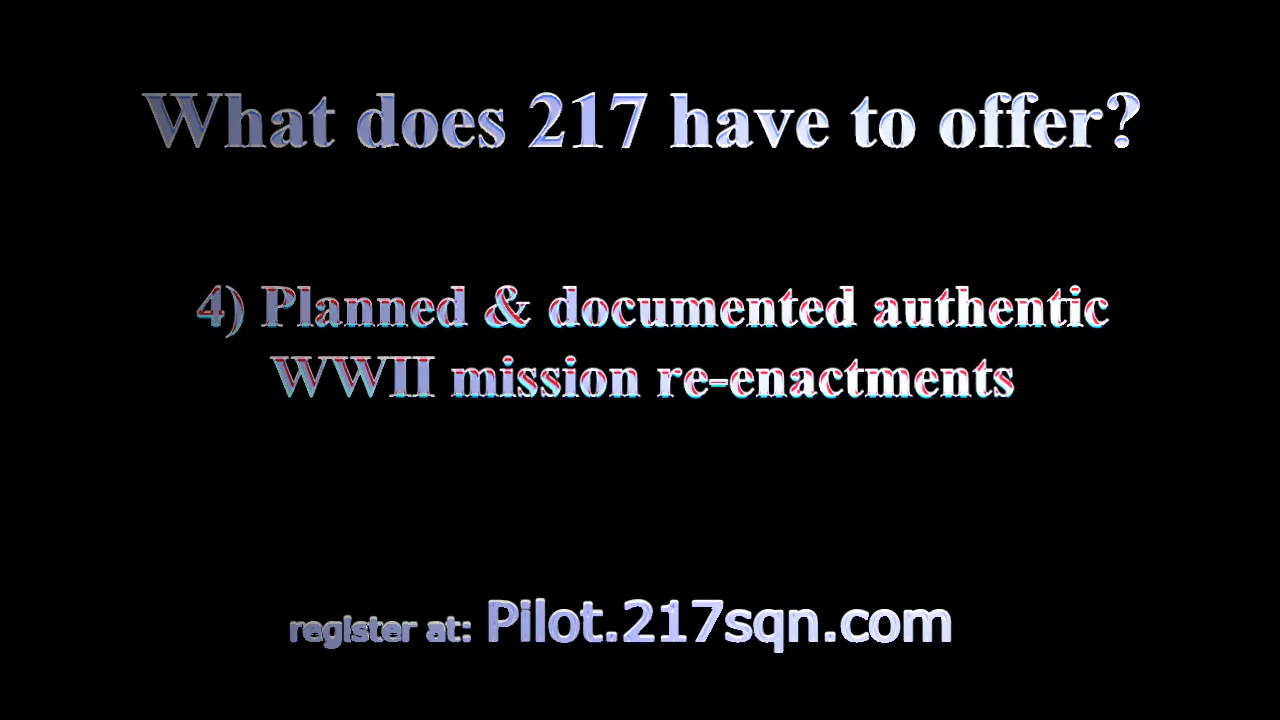 What does 217 have to offer?
4) Planned & documented authentic
WWII mission re-enactments
register at: Pilot.217sqn.com